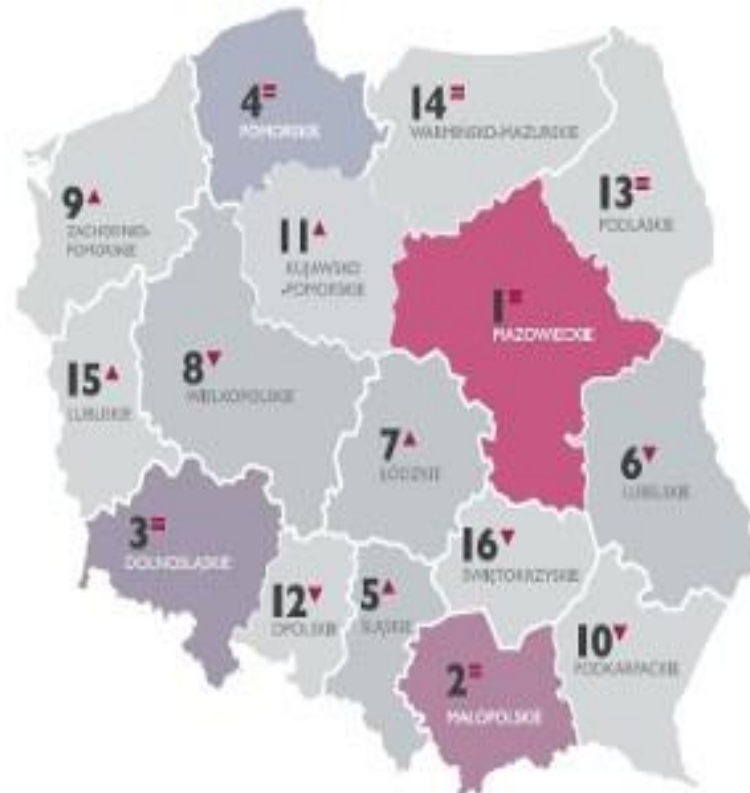 4=
POMORSKIE
14=
WARMIŃSKO-MAZURSKIE
13=
PODLASKIE
9▲
ZACHODNIO-
POMORSKIE
11▲
KUJAWSKO
-POMORSKIE
1=
MAZOWIECKIE
15▲
LUBUSKIE
8▼
WIELKOPOLSKIE
7▲
ŁÓDZKIE
6▼
LUBELSKIE
3=
DOLNOŚLĄSKIE
16▼
ŚWIĘTOKRZYSKIE
12▼
OPOLSKIE
5▲
ŚLĄSKIE
10▼
PODKARPACKIE
2=
MAŁOPOLSKIE